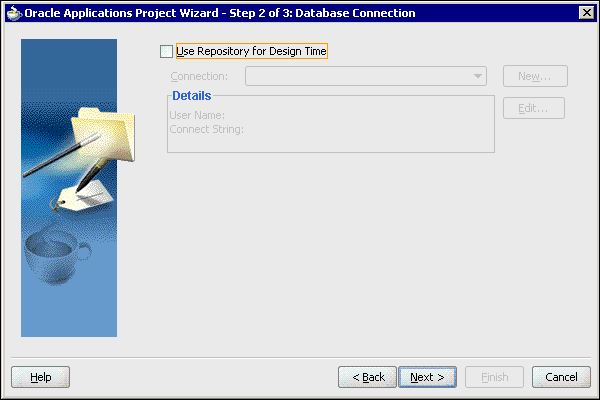 Oracle Applications Project Wizard - Step 2 of 3: Database Connection
Use Repository for Design Time
Connection:
New...
Details
Edit...
User Name:
Connect String:
Help
< Back
Next >
Finish
Cancel